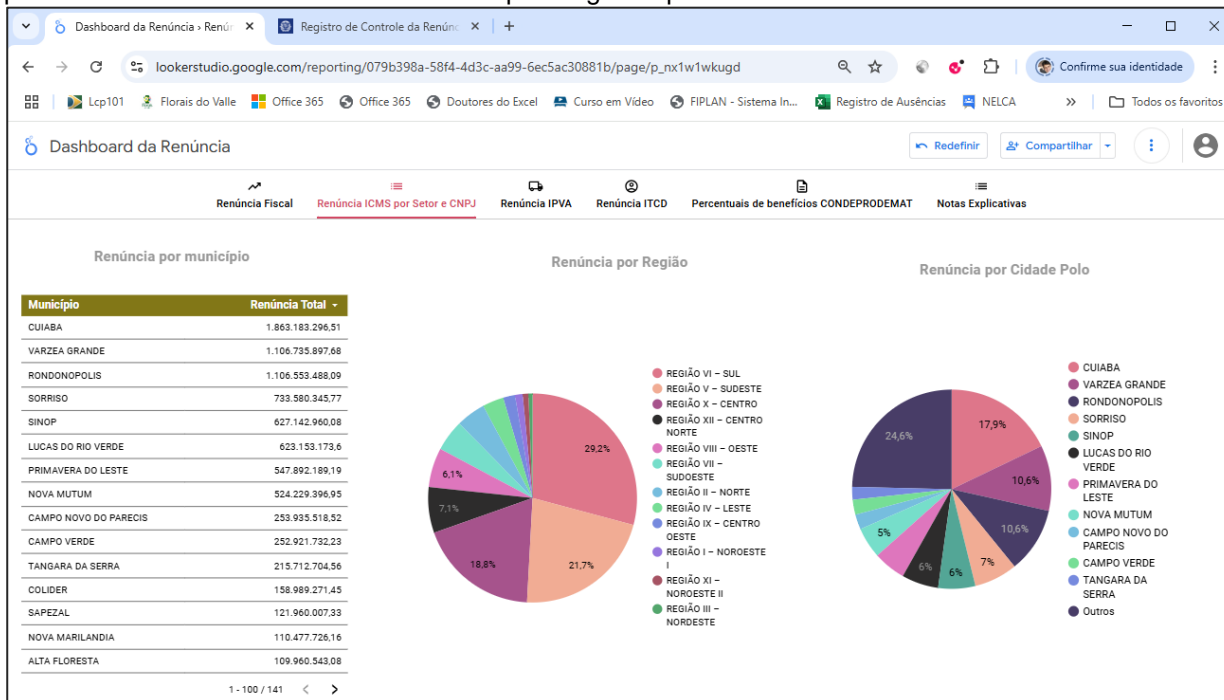 Dashboard da Renúncia › Renún
Registro de Controle da Renúnc
lookerstudio.google.com/reporting/079b398a-58f4-4d3c-aa99-6ec5ac30881b/page/p_nx1w1wkugd
Confirme sua identidade
Lcp101
Florais do Valle
Office 365
Office 365
Doutores do Excel
Curso em Vídeo
FIPLAN - Sistema In...
Registro de Ausências
NELCA
Todos os favoritos
Dashboard da Renúncia
Redefinir
Compartilhar
Renúncia Fiscal
Renúncia ICMS por Setor e CNPJ
Renúncia IPVA
Renúncia ITCD
Percentuais de benefícios CONDEPRODEMAT
Notas Explicativas
Renúncia por município
Município Renúncia Total
CUIABA 1.863.183.296,51
VARZEA GRANDE 1.106.735.897,68
RONDONOPOLIS 1.106.553.488,09
SORRISO 733.580.345,77
SINOP 627.142.960,08
LUCAS DO RIO VERDE 623.153.173,6
PRIMAVERA DO LESTE 547.892.189,19
NOVA MUTUM 524.229.396,95
CAMPO NOVO DO PARECIS 253.935.518,52
CAMPO VERDE 252.921.732,23
TANGARA DA SERRA 215.712.704,56
COLIDER 158.989.271,45
SAPEZAL 121.960.007,33
NOVA MARILANDIA 110.477.726,16
ALTA FLORESTA 109.960.543,08
1 - 100 / 141
Renúncia por Região
29,2%
21,7%
18,8%
7,1%
6,1%
REGIÃO VI – SUL
REGIÃO V – SUDESTE
REGIÃO X – CENTRO
REGIÃO XII – CENTRO
NORTE
REGIÃO VIII – OESTE
REGIÃO VII –
SUDOESTE
REGIÃO II – NORTE
REGIÃO IV – LESTE
REGIÃO IX – CENTRO
OESTE
REGIÃO I – NOROESTE
I
REGIÃO XI –
NOROESTE II
REGIÃO III –
NORDESTE
Renúncia por Cidade Polo
24,6%
17,9%
10,6%
10,6%
7%
6%
6%
5%
CUIABA
VARZEA GRANDE
RONDONOPOLIS
SORRISO
SINOP
LUCAS DO RIO
VERDE
PRIMAVERA DO
LESTE
NOVA MUTUM
CAMPO NOVO DO
PARECIS
CAMPO VERDE
TANGARA DA
SERRA
Outros